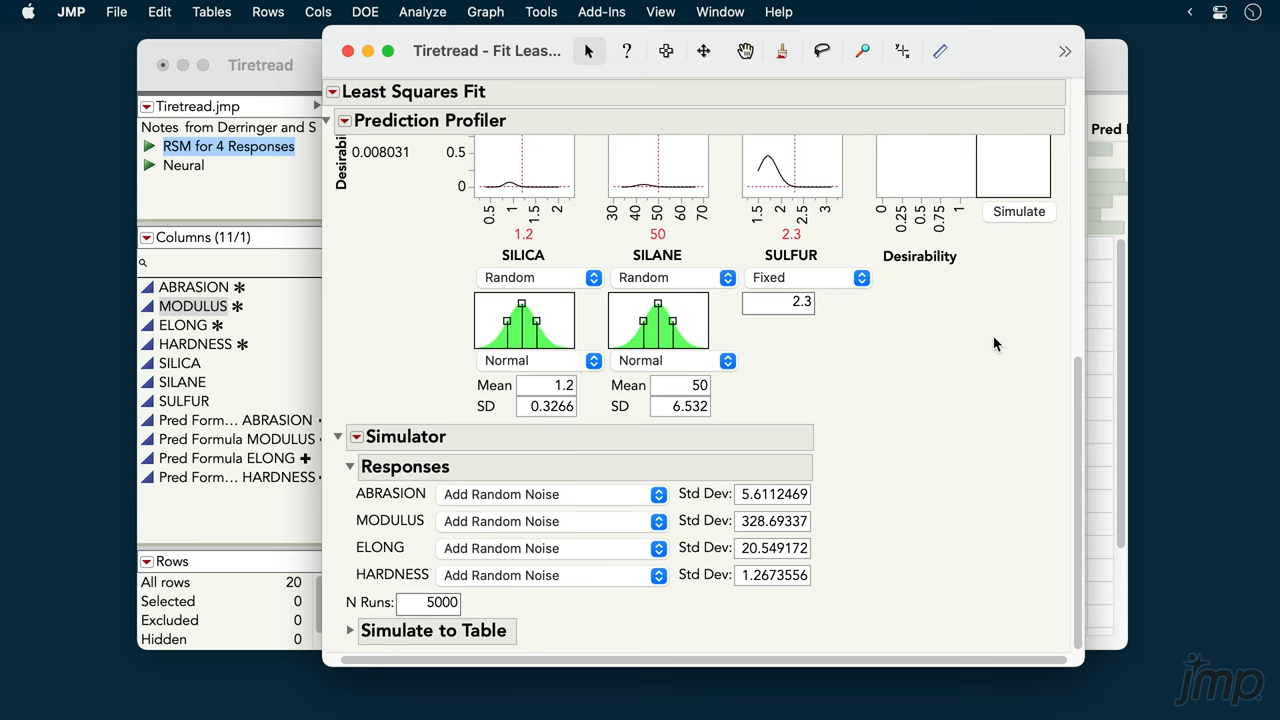 JMP File Edit Tables Rows Cols DOE Analyze Graph Tools Add-Ins View Window Help
Tiretread
Tiretread - Fit Leas...
Tiretread.jmp
Notes from Derringer and S
RSM for 4 Responses
Neural
Columns (11/1)
ABRASION ✻
MODULUS ✻
ELONG ✻
HARDNESS ✻
SILICA
SILANE
SULFUR
Pred Form... ABRASION
Pred Formula MODULUS
Pred Formula ELONG ✚
Pred Form... HARDNESS
Rows
All rows 20
Selected 0
Excluded 0
Hidden 0
Least Squares Fit
Prediction Profiler
Desirabi
0.008031
0.5
0
0.5 1 1.5 2
30 40 50 60 70
1.5 2 2.5 3
0 0.25 0.5 0.75 1
Simulate
1.2 50 2.3
SILICA SILANE SULFUR Desirability
Random Random Fixed
2.3
Normal Normal
Mean 1.2 Mean 50
SD 0.3266 SD 6.532
Simulator
Responses
ABRASION Add Random Noise Std Dev: 5.6112469
MODULUS Add Random Noise Std Dev: 328.69337
ELONG Add Random Noise Std Dev: 20.549172
HARDNESS Add Random Noise Std Dev: 1.2673556
N Runs: 5000
Simulate to Table
Pred
jmp